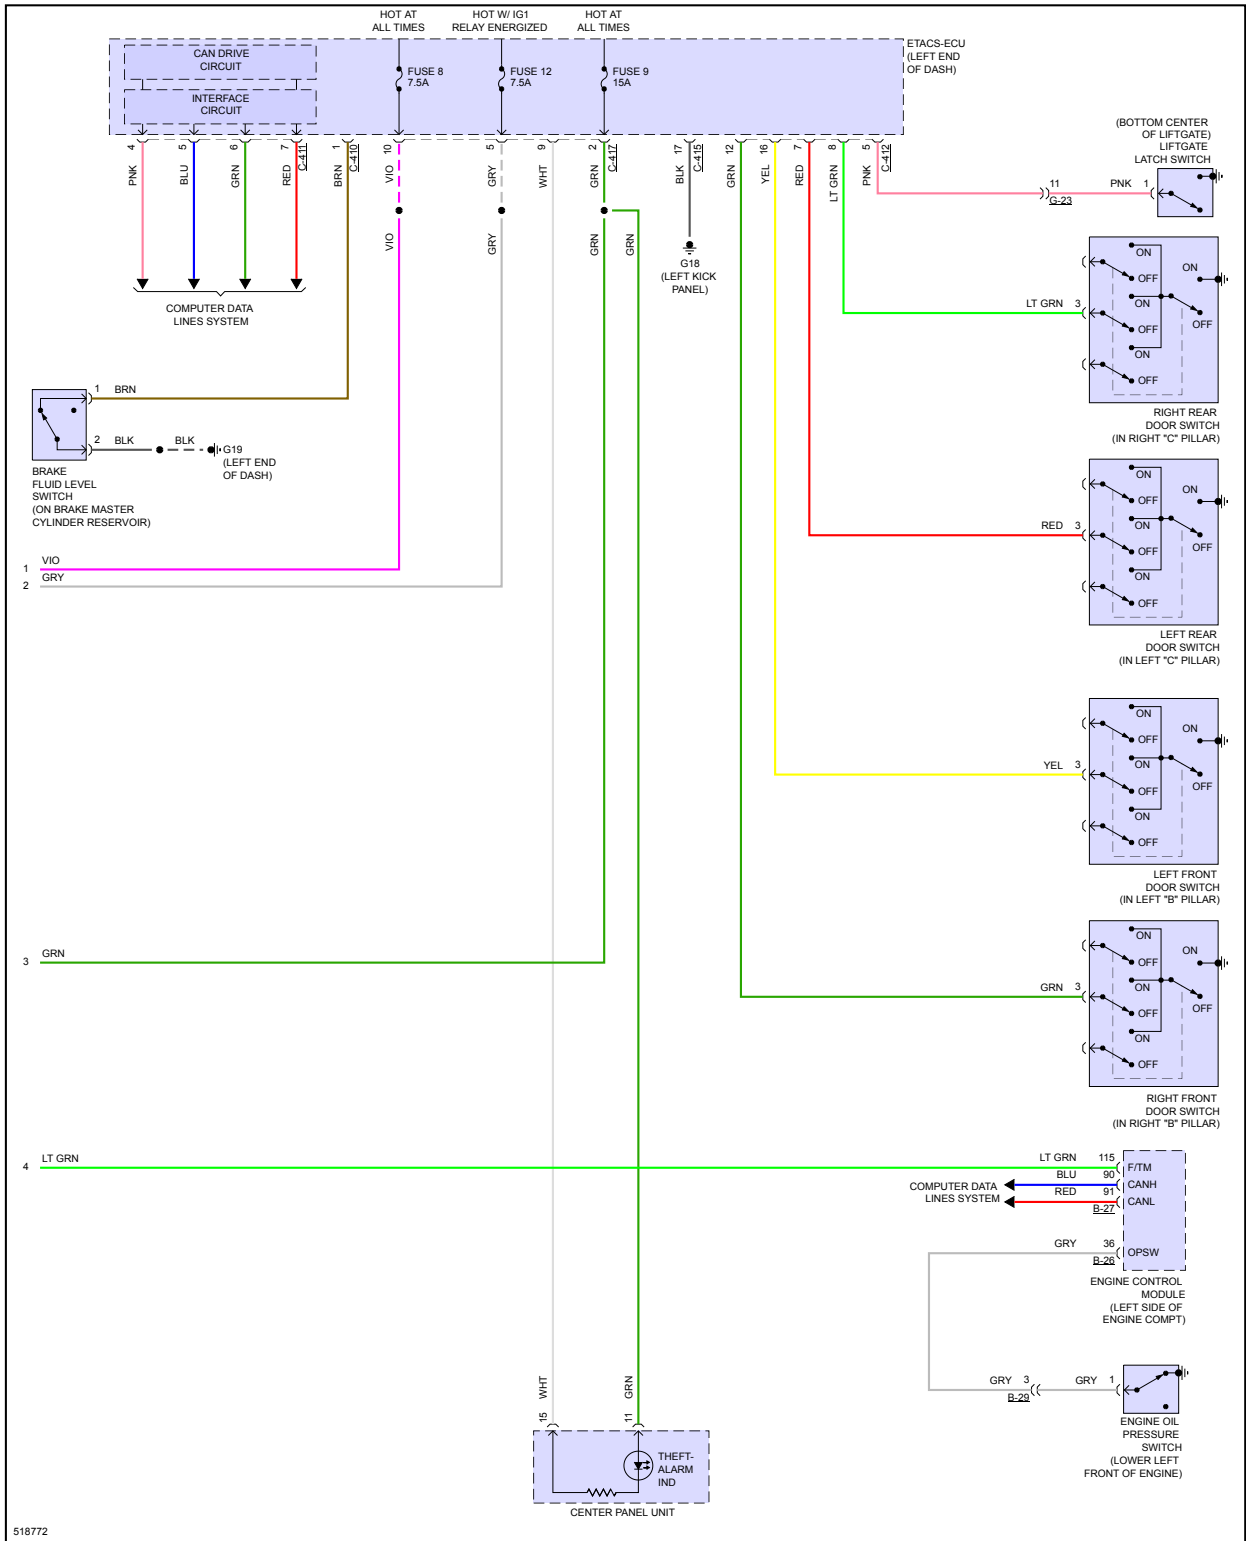 HOT AT
ALL TIMES
HOT W/ IG1
RELAY ENERGIZED
HOT AT
ALL TIMES
CAN DRIVE
CIRCUIT
INTERFACE
CIRCUIT
FUSE 8
7.5A
FUSE 12
7.5A
FUSE 9
15A
ETACS-ECU
(LEFT END
OF DASH)
4
5
6
7
C-411
1
C-410
10
5
9
2
C-417
17
C-415
12
16
7
8
5
C-412
PNK
BLU
GRN
RED
BRN
VIO
GRY
WHT
GRN
BLK
GRN
YEL
RED
LT GRN
PNK
VIO
GRY
GRN
GRN
G18
(LEFT KICK
PANEL)
COMPUTER DATA
LINES SYSTEM
(BOTTOM CENTER
OF LIFTGATE)
LIFTGATE
LATCH SWITCH
11
G-23
PNK 1
ON
OFF
ON
OFF
ON
OFF
ON
OFF
LT GRN 3
RIGHT REAR
DOOR SWITCH
(IN RIGHT "C" PILLAR)
1 BRN
2 BLK
BLK
G19
(LEFT END
OF DASH)
BRAKE
FLUID LEVEL
SWITCH
(ON BRAKE MASTER
CYLINDER RESERVOIR)
ON
OFF
ON
OFF
ON
OFF
ON
OFF
RED 3
LEFT REAR
DOOR SWITCH
(IN LEFT "C" PILLAR)
1 VIO
2 GRY
ON
OFF
ON
OFF
ON
OFF
ON
OFF
YEL 3
LEFT FRONT
DOOR SWITCH
(IN LEFT "B" PILLAR)
3 GRN
ON
OFF
ON
OFF
ON
OFF
ON
OFF
GRN 3
RIGHT FRONT
DOOR SWITCH
(IN RIGHT "B" PILLAR)
4 LT GRN
LT GRN 115 F/TM
BLU 90 CANH
RED 91 CANL
B-27
COMPUTER DATA
LINES SYSTEM
GRY 36 OPSW
B-26
ENGINE CONTROL
MODULE
(LEFT SIDE OF
ENGINE COMPT)
GRY 3
B-29
GRY 1
ENGINE OIL
PRESSURE
SWITCH
(LOWER LEFT
FRONT OF ENGINE)
WHT
15
GRN
11
THEFT-
ALARM
IND
CENTER PANEL UNIT
518772